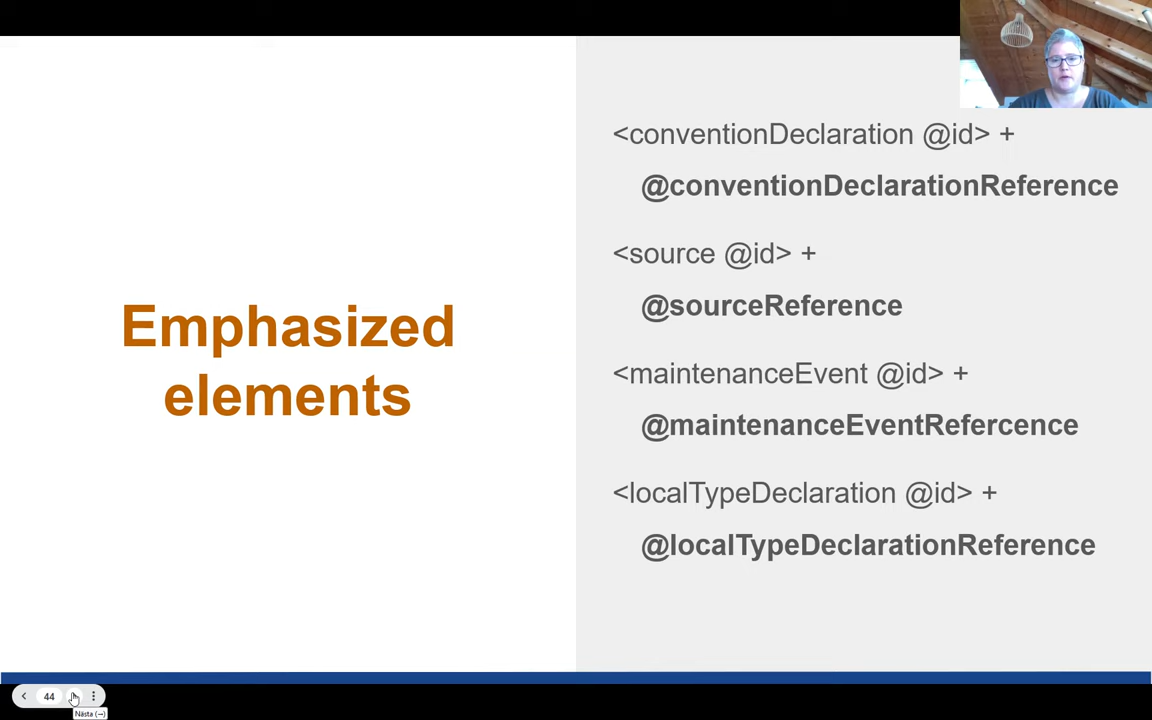 Emphasized
elements
<conventionDeclaration @id> +
@conventionDeclarationReference
<source @id> +
@sourceReference
<maintenanceEvent @id> +
@maintenanceEventRefercence
<localTypeDeclaration @id> +
@localTypeDeclarationReference
44
Nästa (→)